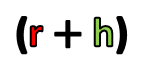 (r + h)